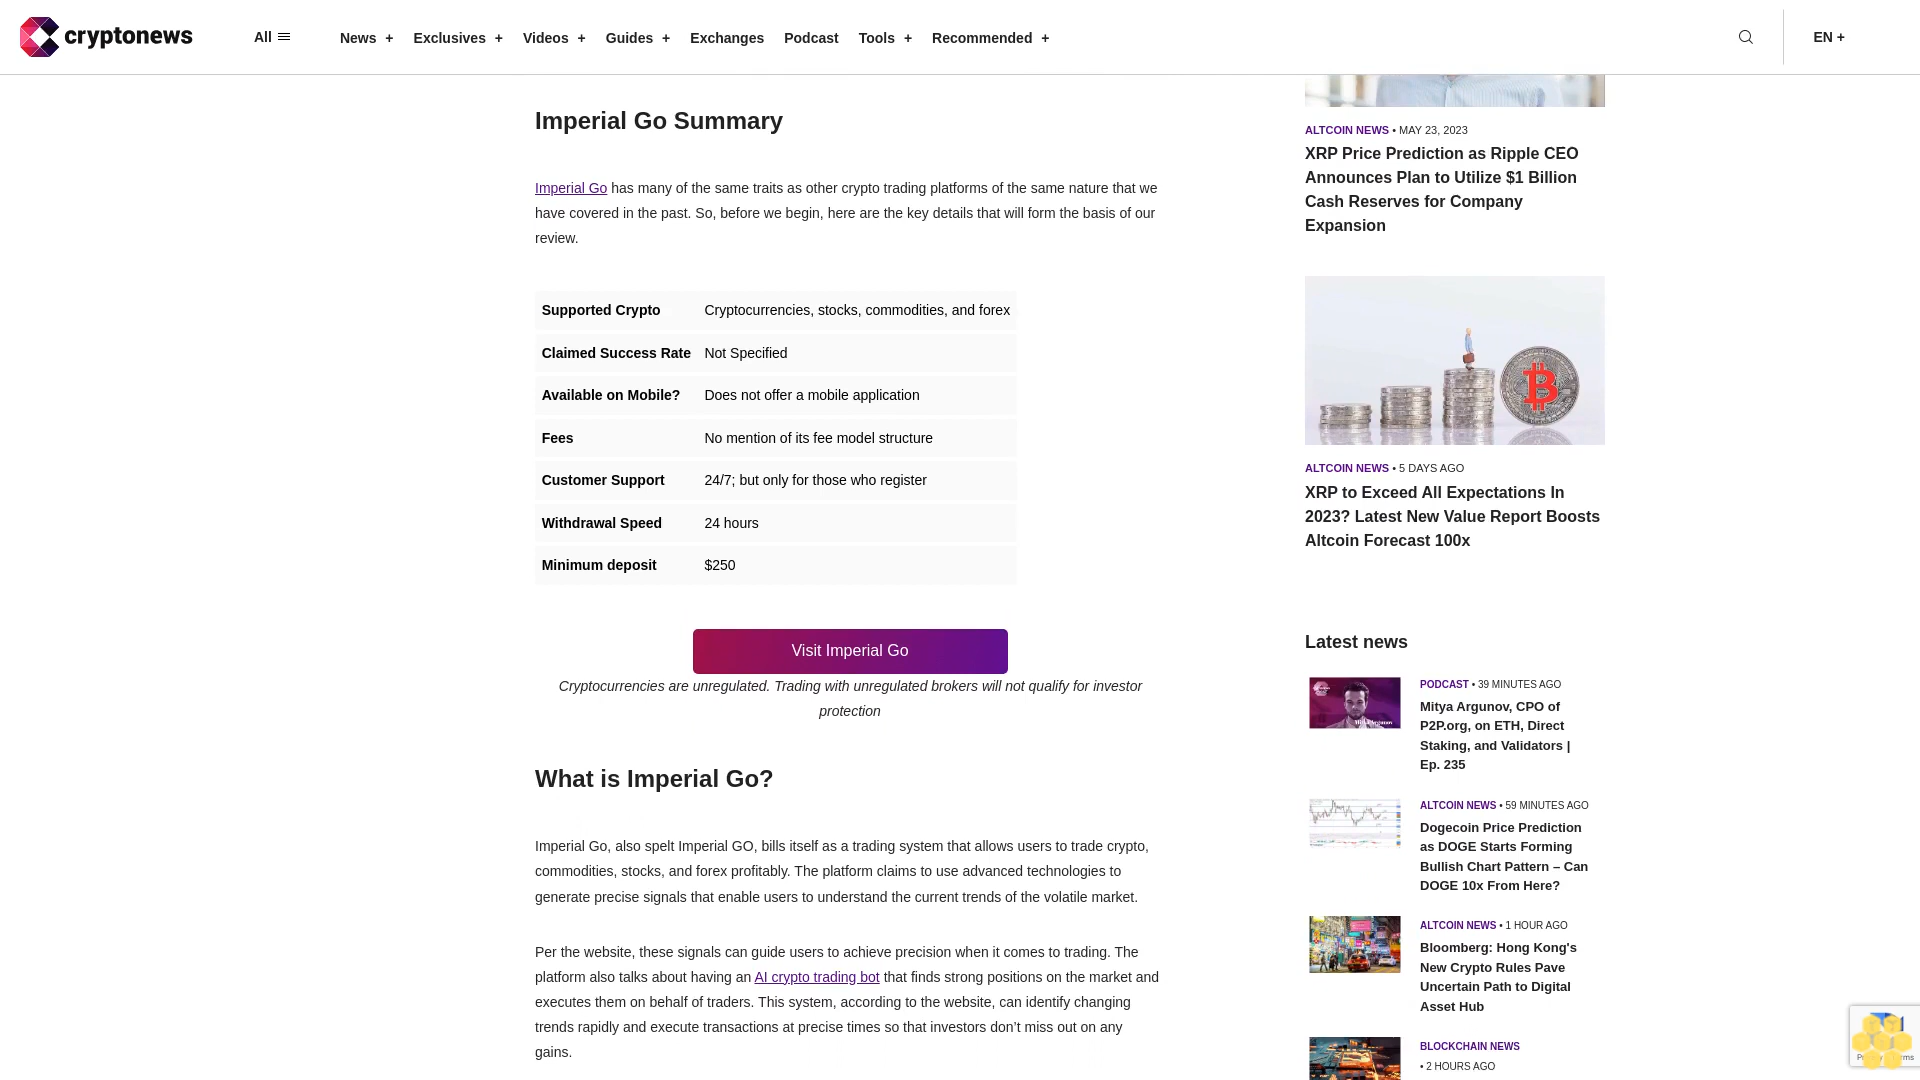 cryptonews
All
News +
Exclusives +
Videos +
Guides +
Exchanges
Podcast
Tools +
Recommended +
EN +
Imperial Go Summary
Imperial Go has many of the same traits as other crypto trading platforms of the same nature that we
have covered in the past. So, before we begin, here are the key details that will form the basis of our
review.
Supported Crypto Cryptocurrencies, stocks, commodities, and forex
Claimed Success Rate Not Specified
Available on Mobile? Does not offer a mobile application
Fees No mention of its fee model structure
Customer Support 24/7; but only for those who register
Withdrawal Speed 24 hours
Minimum deposit $250
Visit Imperial Go
Cryptocurrencies are unregulated. Trading with unregulated brokers will not qualify for investor
protection
What is Imperial Go?
Imperial Go, also spelt Imperial GO, bills itself as a trading system that allows users to trade crypto,
commodities, stocks, and forex profitably. The platform claims to use advanced technologies to
generate precise signals that enable users to understand the current trends of the volatile market.
Per the website, these signals can guide users to achieve precision when it comes to trading. The
platform also talks about having an AI crypto trading bot that finds strong positions on the market and
executes them on behalf of traders. This system, according to the website, can identify changing
trends rapidly and execute transactions at precise times so that investors don’t miss out on any
gains.
ALTCOIN NEWS • MAY 23, 2023
XRP Price Prediction as Ripple CEO
Announces Plan to Utilize $1 Billion
Cash Reserves for Company
Expansion
ALTCOIN NEWS • 5 DAYS AGO
XRP to Exceed All Expectations In
2023? Latest New Value Report Boosts
Altcoin Forecast 100x
Latest news
PODCAST • 39 MINUTES AGO
Mitya Argunov, CPO of
P2P.org, on ETH, Direct
Staking, and Validators |
Ep. 235
ALTCOIN NEWS • 59 MINUTES AGO
Dogecoin Price Prediction
as DOGE Starts Forming
Bullish Chart Pattern – Can
DOGE 10x From Here?
ALTCOIN NEWS • 1 HOUR AGO
Bloomberg: Hong Kong's
New Crypto Rules Pave
Uncertain Path to Digital
Asset Hub
BLOCKCHAIN NEWS
• 2 HOURS AGO